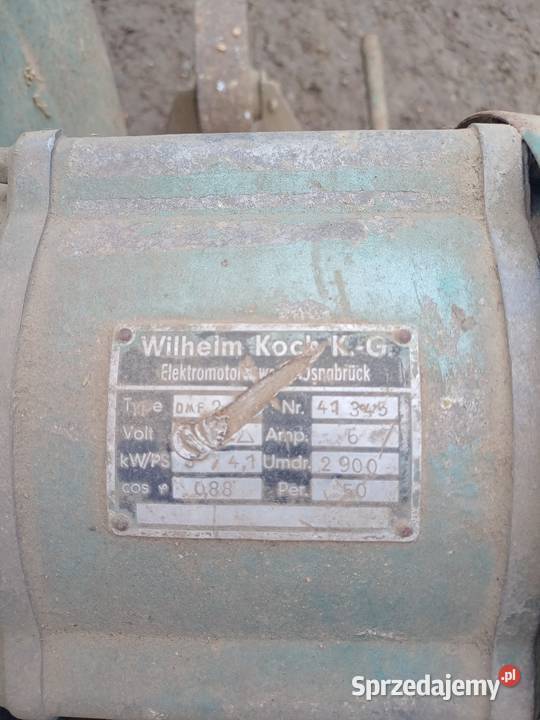 Wilhelm Koch K.-G.
Osnabrück
Type DMF Nr. 41 345
Volt Δ Amp. 6
kW/PS 4,1 Umdr. 2 900
cos φ 0,88 Per. 50
Sprzedajemy.pl